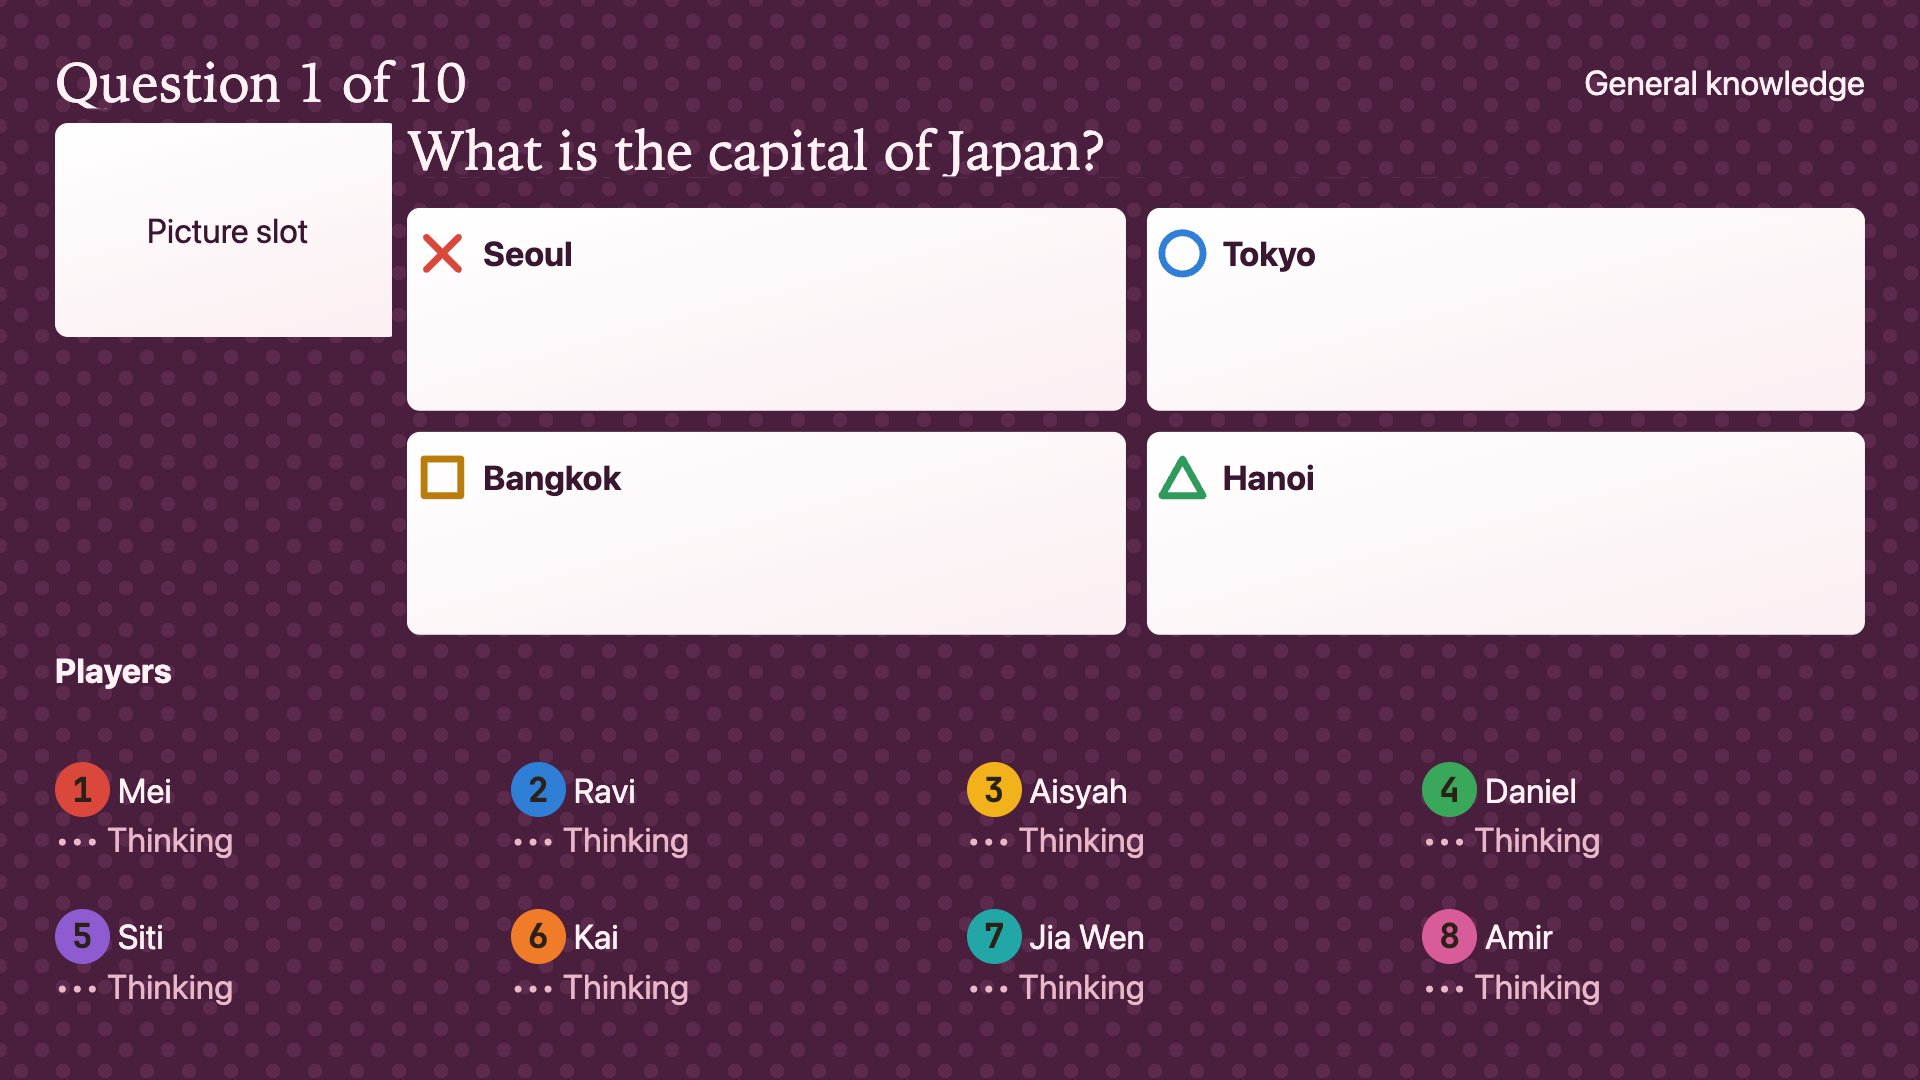 Question 1 of 10
General knowledge
Picture slot
What is the capital of Japan?
Seoul
Tokyo
Bangkok
Hanoi
Players
1 Mei
... Thinking
2 Ravi
... Thinking
3 Aisyah
... Thinking
4 Daniel
... Thinking
5 Siti
... Thinking
6 Kai
... Thinking
7 Jia Wen
... Thinking
8 Amir
... Thinking